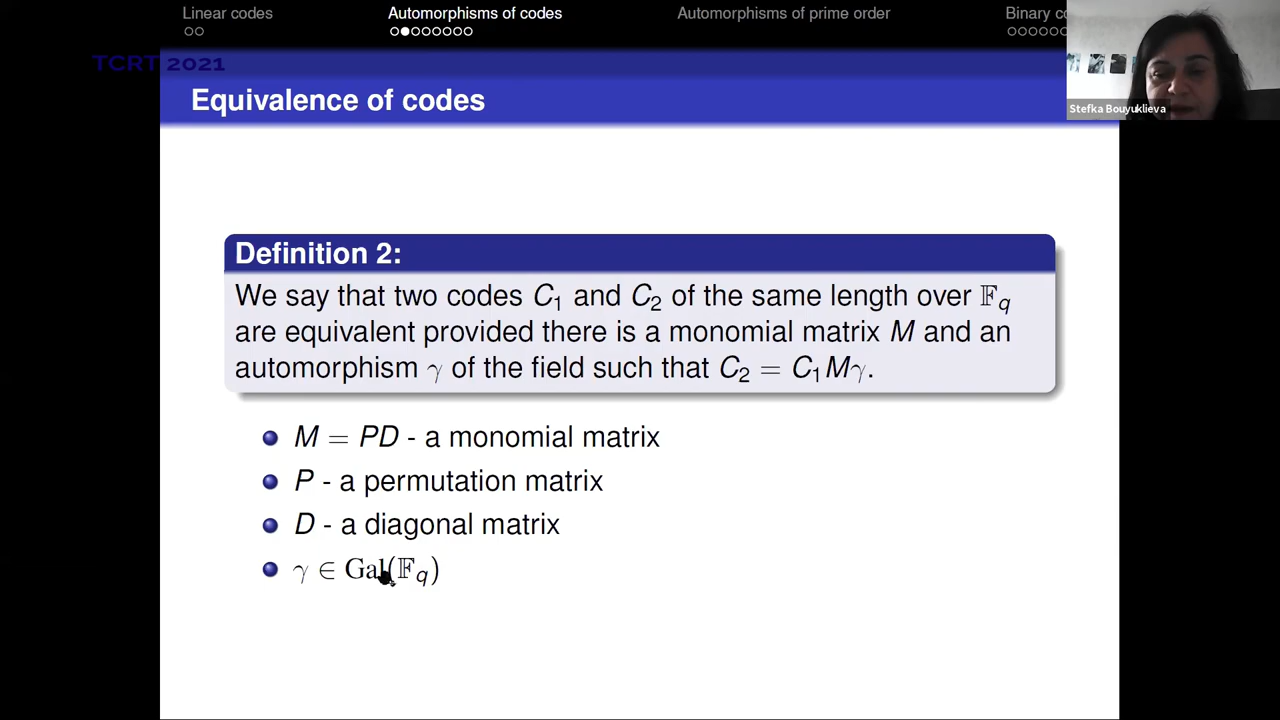 Linear codes
Automorphisms of codes
Automorphisms of prime order
Binary co
TCRT 2021
Equivalence of codes
Stefka Bouyuklieva
Definition 2:
We say that two codes C₁ and C₂ of the same length over 𝔽_q
are equivalent provided there is a monomial matrix M and an
automorphism γ of the field such that C₂ = C₁Mγ.
M = PD - a monomial matrix
P - a permutation matrix
D - a diagonal matrix
γ ∈ Gal(𝔽_q)